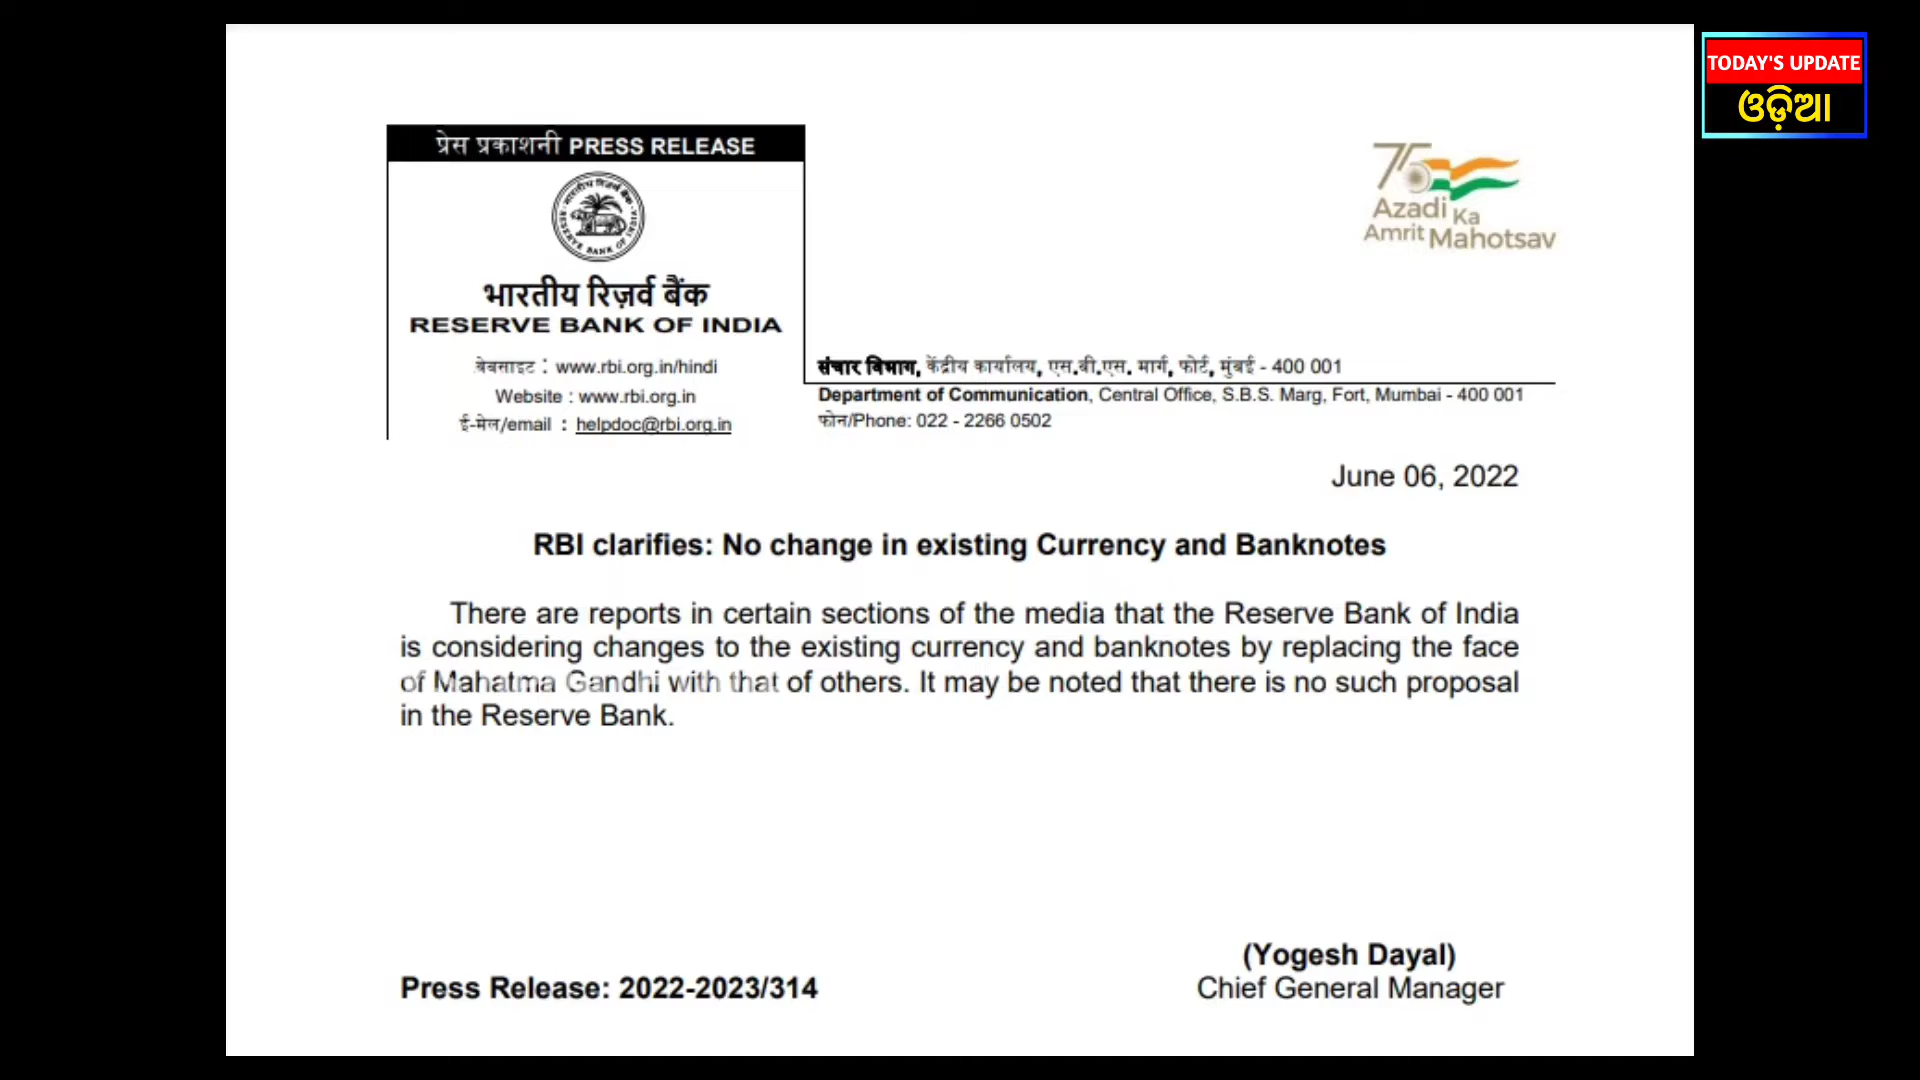 TODAY'S UPDATE
ଓଡ଼ିଆ
प्रेस प्रकाशनी PRESS RELEASE
75
Azadi Ka
Amrit Mahotsav
भारतीय रिज़र्व बैंक
RESERVE BANK OF INDIA
वेबसाइट : www.rbi.org.in/hindi
Website : www.rbi.org.in
ई-मेल/email : helpdoc@rbi.org.in
संचार विभाग, केंद्रीय कार्यालय, एस.बी.एस. मार्ग, फोर्ट, मुंबई - 400 001
Department of Communication, Central Office, S.B.S. Marg, Fort, Mumbai - 400 001
फोन/Phone: 022 - 2266 0502
June 06, 2022
RBI clarifies: No change in existing Currency and Banknotes
There are reports in certain sections of the media that the Reserve Bank of India
is considering changes to the existing currency and banknotes by replacing the face
of Mahatma Gandhi with that of others. It may be noted that there is no such proposal
in the Reserve Bank.
(Yogesh Dayal)
Press Release: 2022-2023/314
Chief General Manager